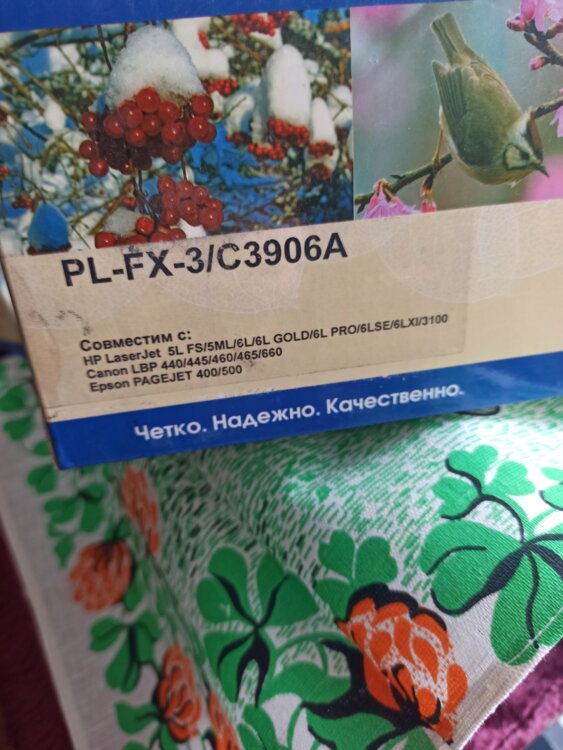 PL-FX-3/C3906A
Совместим с:
HP LaserJet 5L FS/5ML/6L/6L GOLD/6L PRO/6LSE/6LXI/3100
Canon LBP 440/445/460/465/660
Epson PAGEJET 400/500
Четко. Надежно. Качественно.